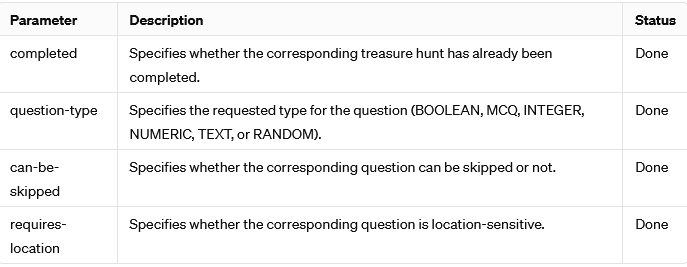 Parameter Description Status
completed Specifies whether the corresponding treasure hunt has already been Done
completed.
question-type Specifies the requested type for the question (BOOLEAN, MCQ, INTEGER, Done
NUMERIC, TEXT, or RANDOM).
can-be- Specifies whether the corresponding question can be skipped or not. Done
skipped
requires- Specifies whether the corresponding question is location-sensitive. Done
location